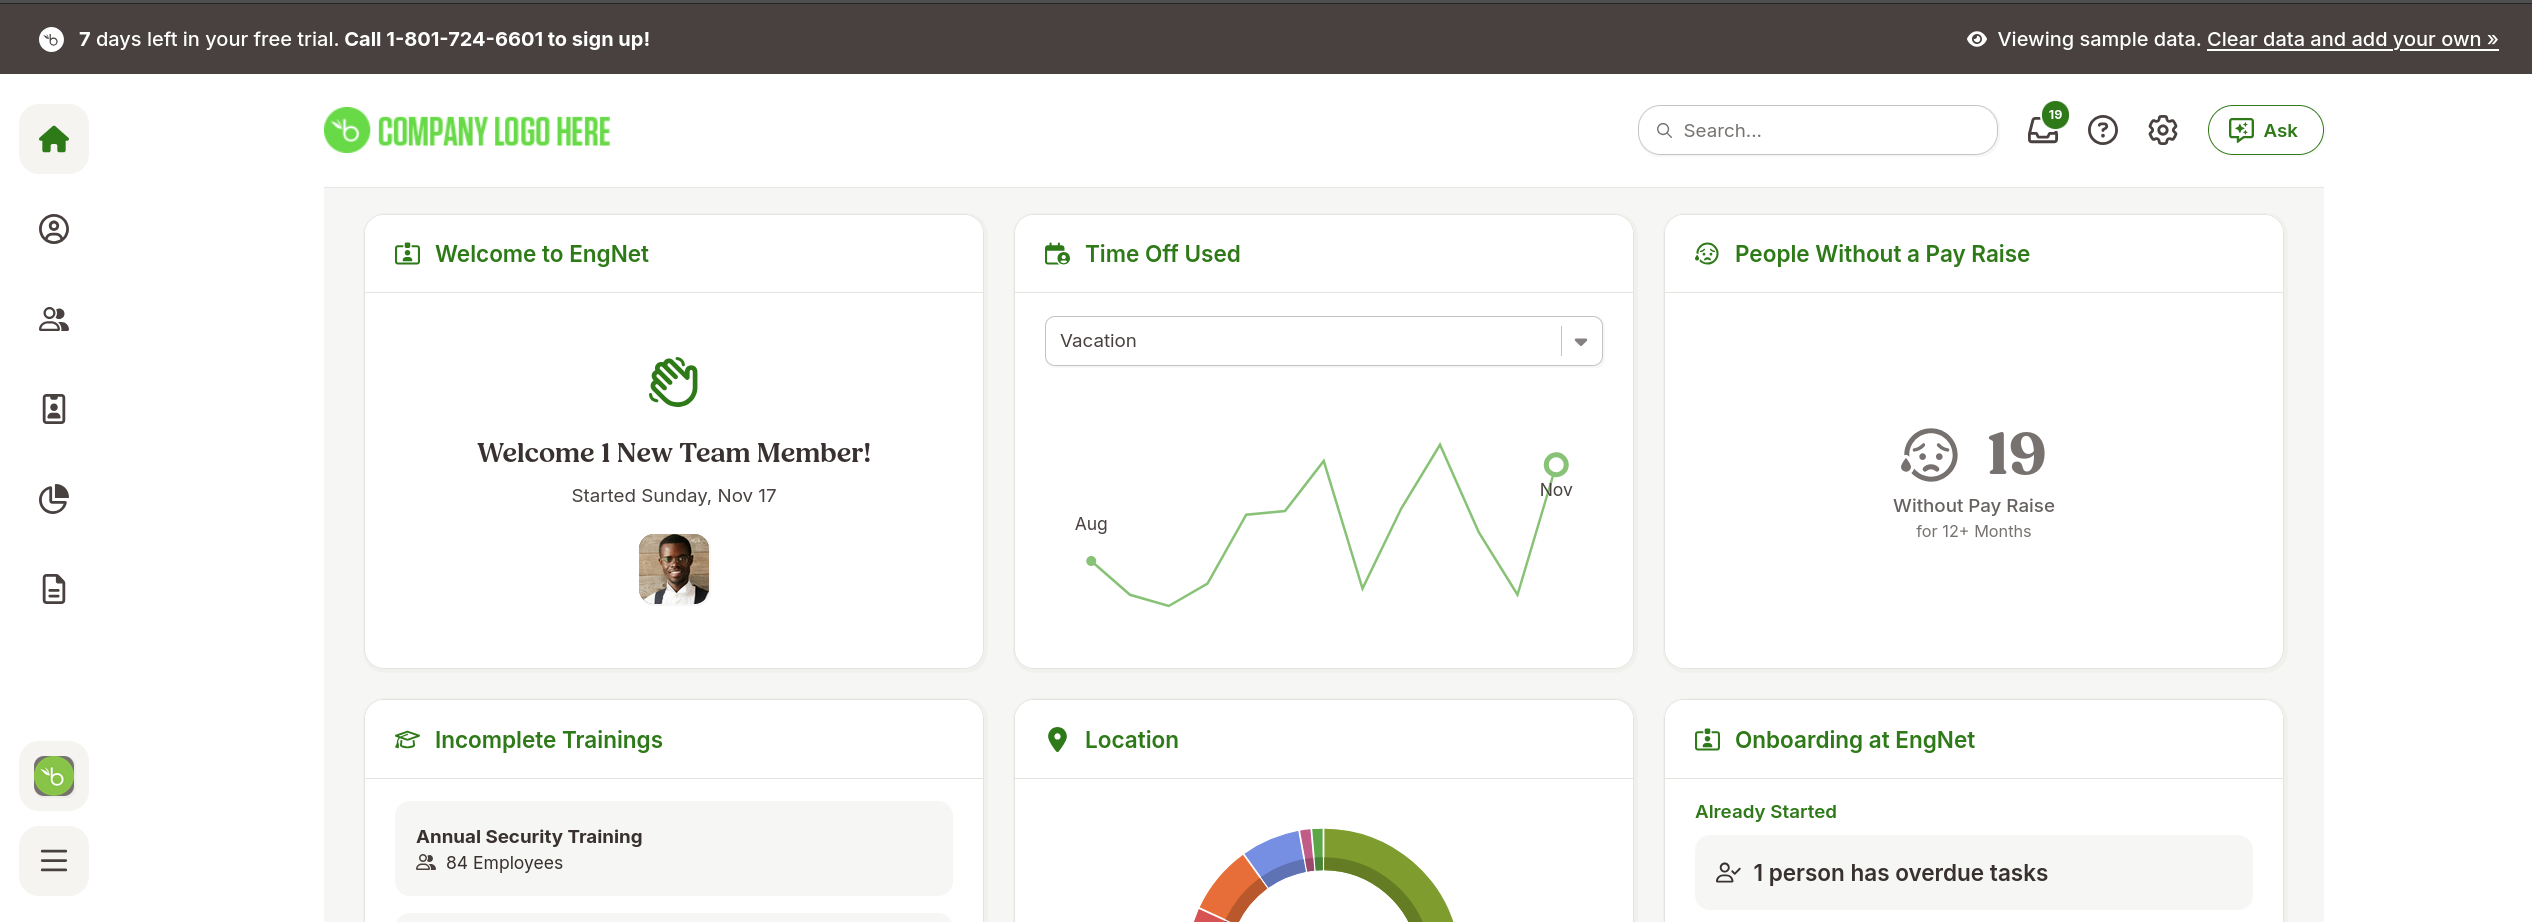 7 days left in your free trial. Call 1-801-724-6601 to sign up!
Viewing sample data. Clear data and add your own »
COMPANY LOGO HERE
Search...
19
Ask
Welcome to EngNet
Welcome 1 New Team Member!
Started Sunday, Nov 17
Time Off Used
Vacation
Aug
Nov
People Without a Pay Raise
19
Without Pay Raise
for 12+ Months
Incomplete Trainings
Annual Security Training
84 Employees
Location
Onboarding at EngNet
Already Started
1 person has overdue tasks